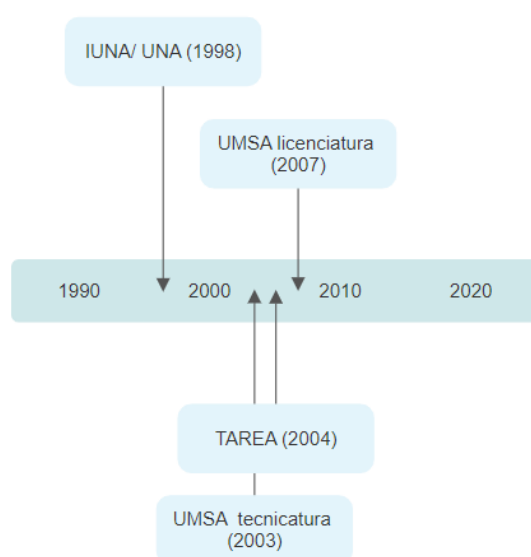 IUNA/ UNA (1998)
UMSA licenciatura
(2007)
1990
2000
2010
2020
TAREA (2004)
UMSA tecnicatura
(2003)